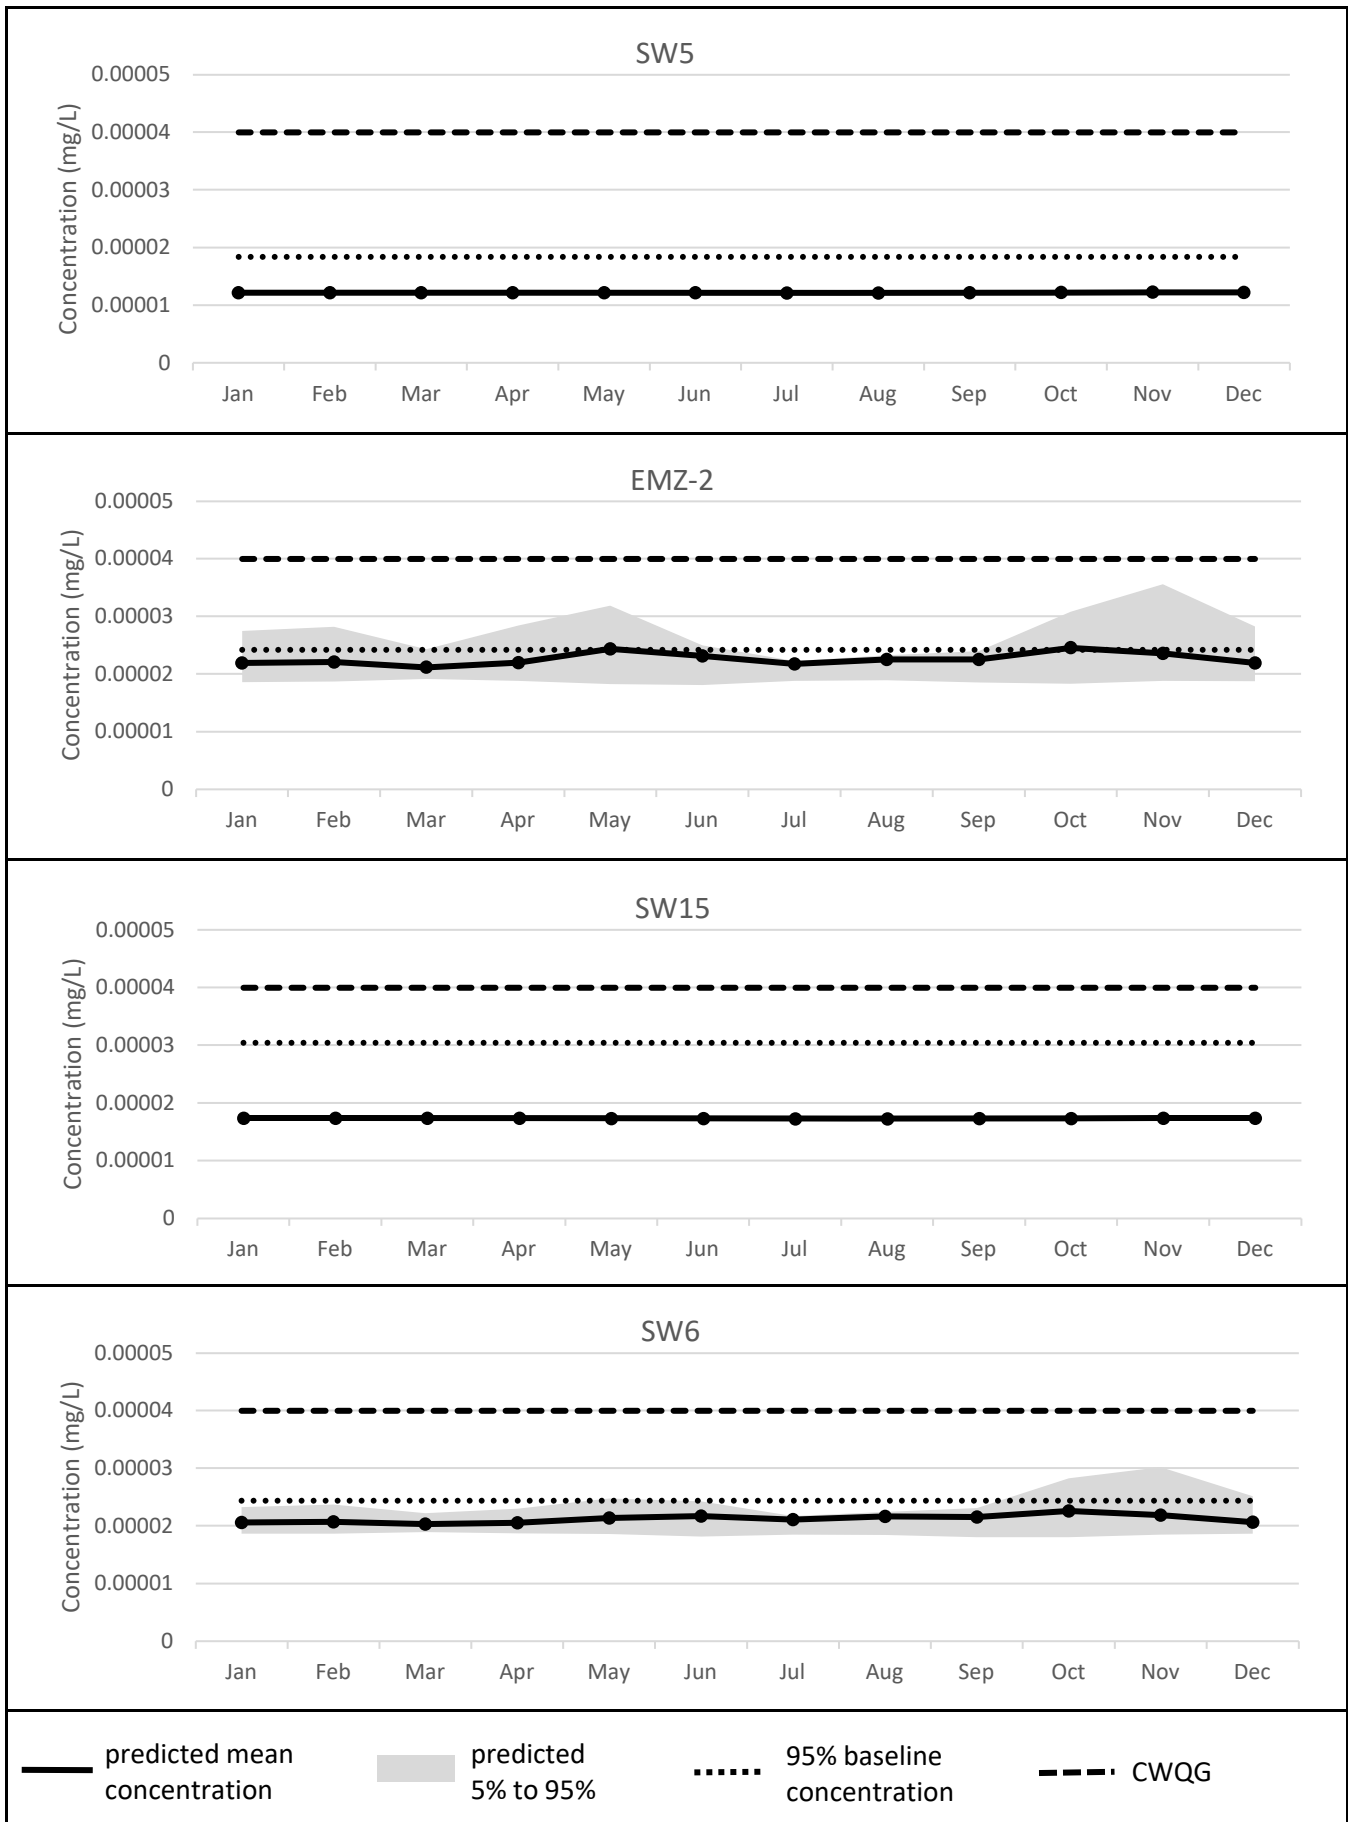 SW5
Concentration (mg/L)
0.00005
0.00004
0.00003
0.00002
0.00001
0
Jan Feb Mar Apr May Jun Jul Aug Sep Oct Nov Dec
EMZ-2
Concentration (mg/L)
0.00005
0.00004
0.00003
0.00002
0.00001
0
Jan Feb Mar Apr May Jun Jul Aug Sep Oct Nov Dec
SW15
Concentration (mg/L)
0.00005
0.00004
0.00003
0.00002
0.00001
0
Jan Feb Mar Apr May Jun Jul Aug Sep Oct Nov Dec
SW6
Concentration (mg/L)
0.00005
0.00004
0.00003
0.00002
0.00001
0
Jan Feb Mar Apr May Jun Jul Aug Sep Oct Nov Dec
predicted mean
concentration
predicted
5% to 95%
95% baseline
concentration
CWQG